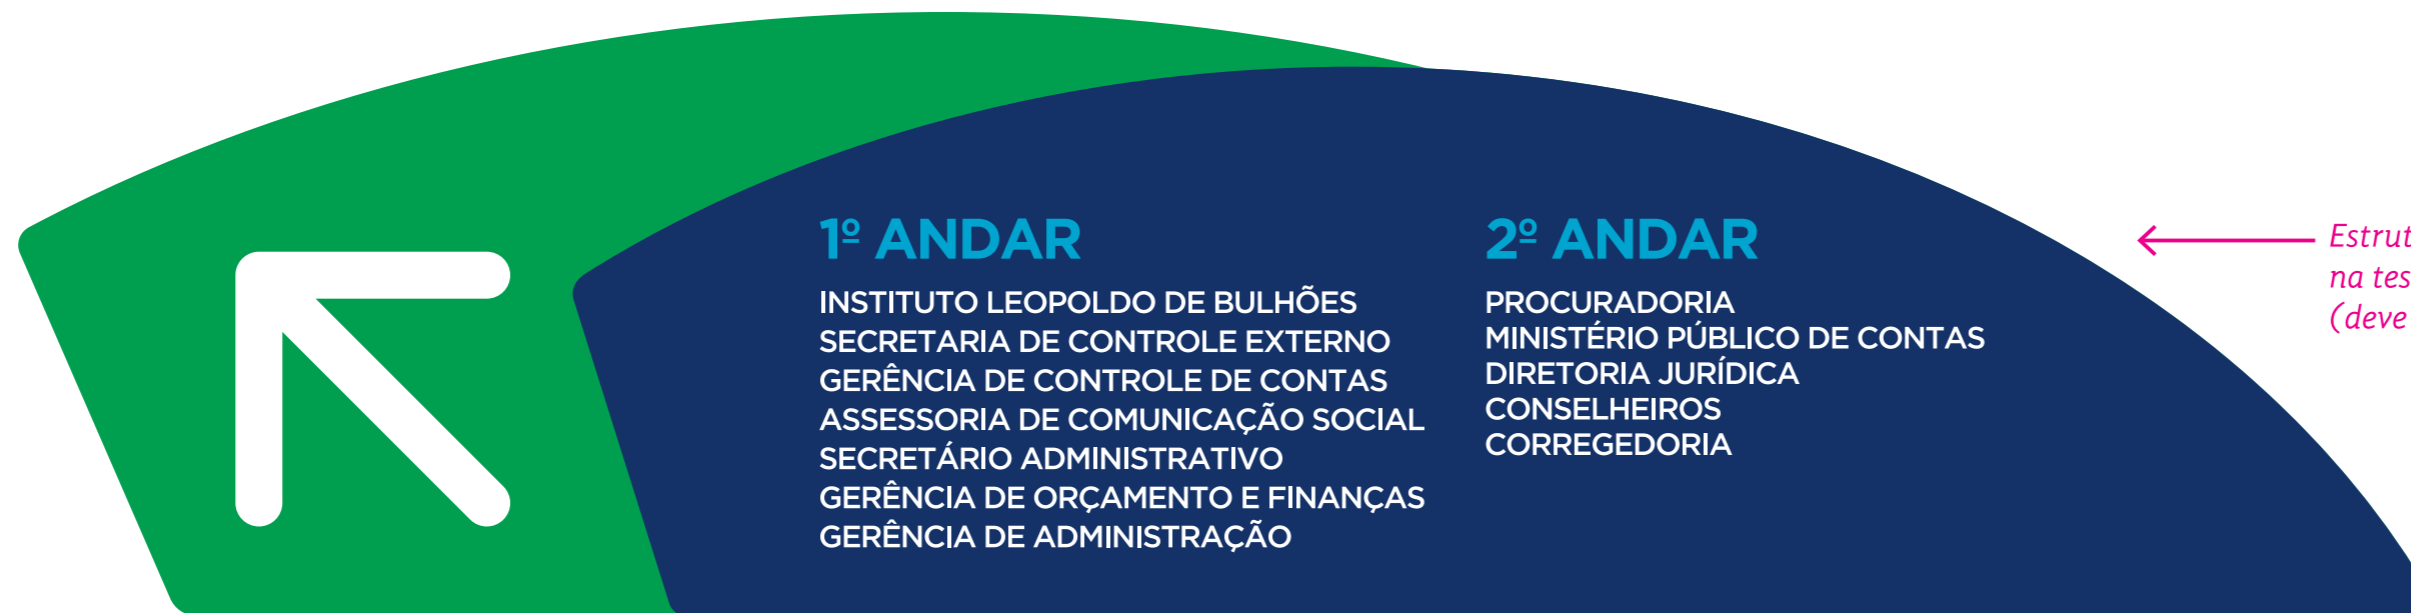 1º ANDAR
INSTITUTO LEOPOLDO DE BULHÕES
SECRETARIA DE CONTROLE EXTERNO
GERÊNCIA DE CONTROLE DE CONTAS
ASSESSORIA DE COMUNICAÇÃO SOCIAL
SECRETÁRIO ADMINISTRATIVO
GERÊNCIA DE ORÇAMENTO E FINANÇAS
GERÊNCIA DE ADMINISTRAÇÃO
2º ANDAR
PROCURADORIA
MINISTÉRIO PÚBLICO DE CONTAS
DIRETORIA JURÍDICA
CONSELHEIROS
CORREGEDORIA
na
(deve